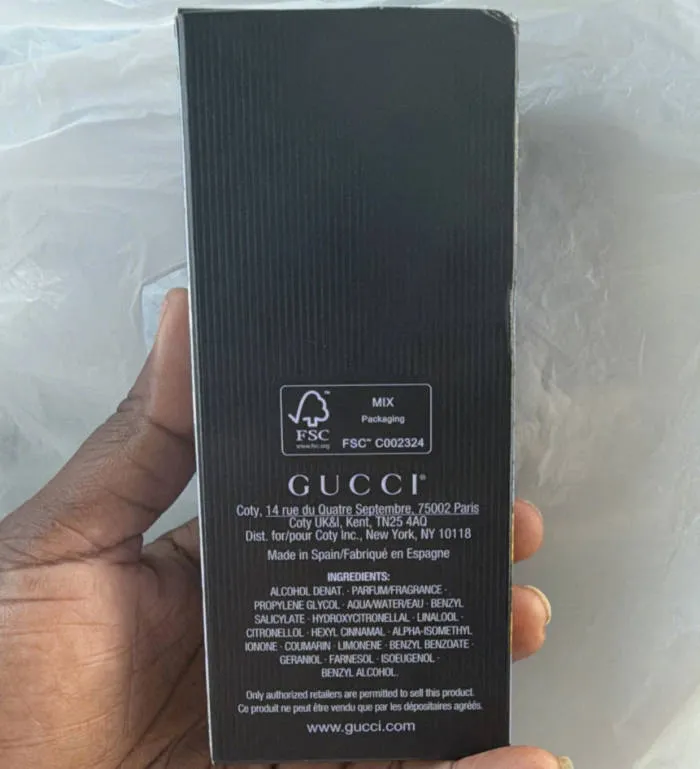 MIX
Packaging
FSC™
www.fsc.org
FSC™ C002324
GUCCI®
Coty, 14 rue du Quatre Septembre, 75002 Paris
Coty UK&I, Kent, TN25 4AQ
Dist. for/pour Coty Inc., New York, NY 10118
Made in Spain/Fabriqué en Espagne
INGREDIENTS:
ALCOHOL DENAT. · PARFUM/FRAGRANCE ·
PROPYLENE GLYCOL · AQUA/WATER/EAU · BENZYL
SALICYLATE · HYDROXYCITRONELLAL · LINALOOL ·
CITRONELLOL · HEXYL CINNAMAL · ALPHA-ISOMETHYL
IONONE · COUMARIN · LIMONENE · BENZYL BENZOATE ·
GERANIOL · FARNESOL · ISOEUGENOL ·
BENZYL ALCOHOL.
Only authorized retailers are permitted to sell this product.
Ce produit ne peut être vendu que par les dépositaires agréés.
www.gucci.com